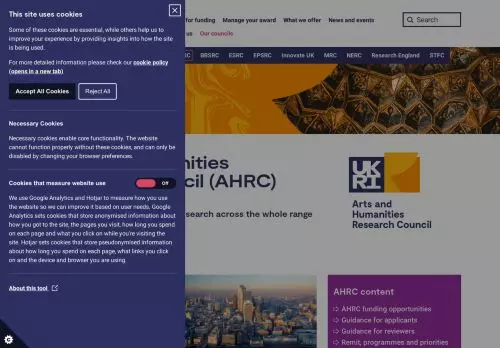 This site uses cookies
Some of these cookies are essential, while others help us to
improve your experience by providing insights into how the site
is being used.
For more detailed information please check our cookie policy
(opens in a new tab)
Accept All Cookies
Reject All
Necessary Cookies
Necessary cookies enable core functionality. The website
cannot function properly without these cookies, and can only be
disabled by changing your browser preferences.
Cookies that measure website use
Off
We use Google Analytics and Hotjar to measure how you use
the website so we can improve it based on user needs. Google
Analytics sets cookies that store anonymised information about
how you got to the site, the pages you visit, how long you spend
on each page and what you click on while you're visiting the
site. Hotjar sets cookies that store pseudonymised information
about how long you spend on each page, what links you click
on and the device and browser you are using.
About this tool
for funding Manage your award What we offer News and events
Search
us Our councils
BBSRC ESRC EPSRC Innovate UK MRC NERC Research England STFC
nities
cil (AHRC)
search across the whole range
UKRI
Arts and
Humanities
Research Council
AHRC content
AHRC funding opportunities
Guidance for applicants
Guidance for reviewers
Remit, programmes and priorities